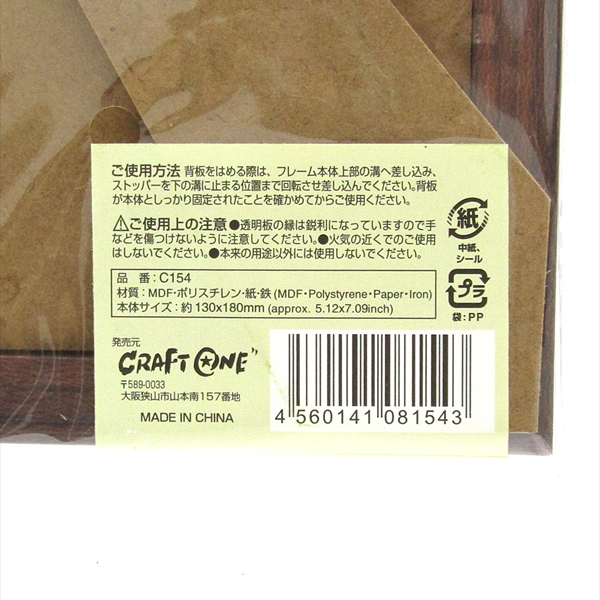 ご使用方法 背板をはめる際は、フレーム本体上部の溝へ差し込み、
ストッパーを下の溝に止まる位置まで回転させ差し込んでください。背板
が本体としっかり固定されたことを確かめてからご使用ください。
⚠ご使用上の注意 ●透明板の縁は鋭利になっていますので手
などを傷つけないように注意してください。●火気の近くでのご使用
はしないでください。●本来の用途以外には使用しないでください。
紙
中紙、
シール
プラ
袋:PP
品番:C154
材質:MDF・ポリスチレン・紙・鉄(MDF・Polystyrene・Paper・Iron)
本体サイズ:約130x180mm(approx. 5.12x7.09inch)
発売元
CRAFT ONE"
〒589-0033
大阪狭山市山本南157番地
MADE IN CHINA
4 560141 081543